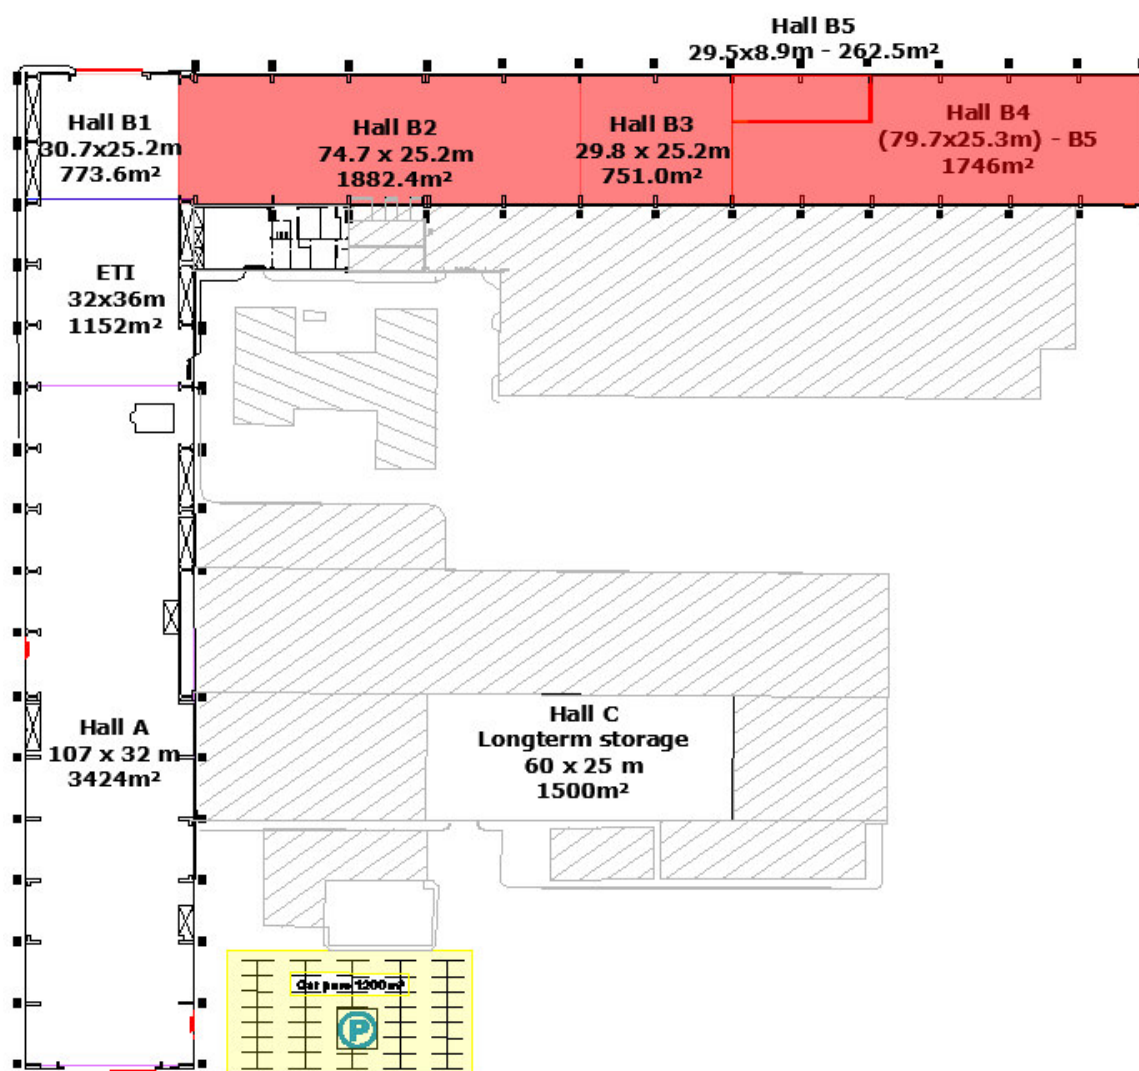 Hall B5
29.5x8.9m - 262.5m²
Hall B1
30.7x25.2m
773.6m²
Hall B2
74.7 x 25.2m
1882.4m²
Hall B3
29.8 x 25.2m
751.0m²
Hall B4
(79.7x25.3m) - B5
1746m²
ETI
32x36m
1152m²
Hall A
107 x 32 m
3424m²
Hall C
Longterm storage
60 x 25 m
1500m²
1200m²
P